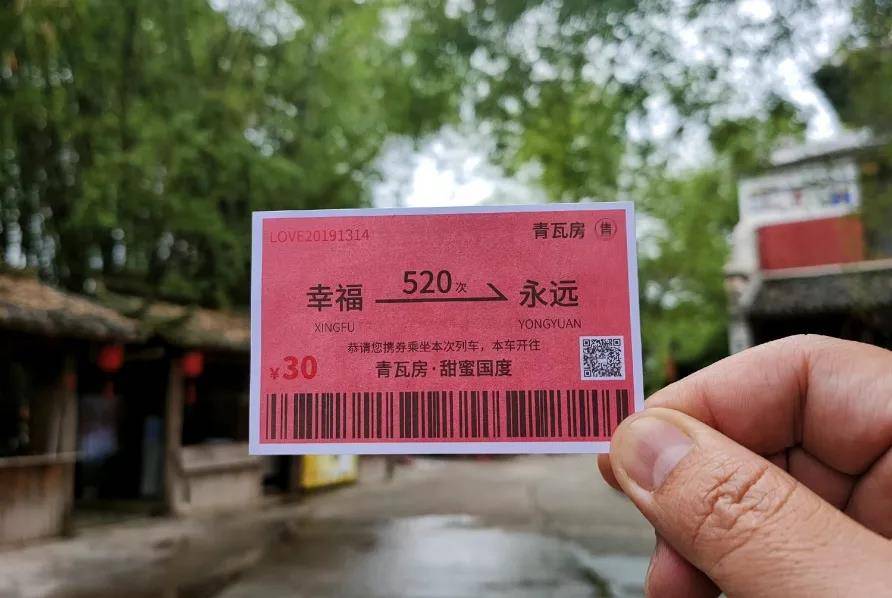 LOVE20191314
青瓦房 售
幸福 520次 永远
XINGFU YONGYUAN
恭请您携券乘坐本次列车，本车开往
¥30 青瓦房·甜蜜国度